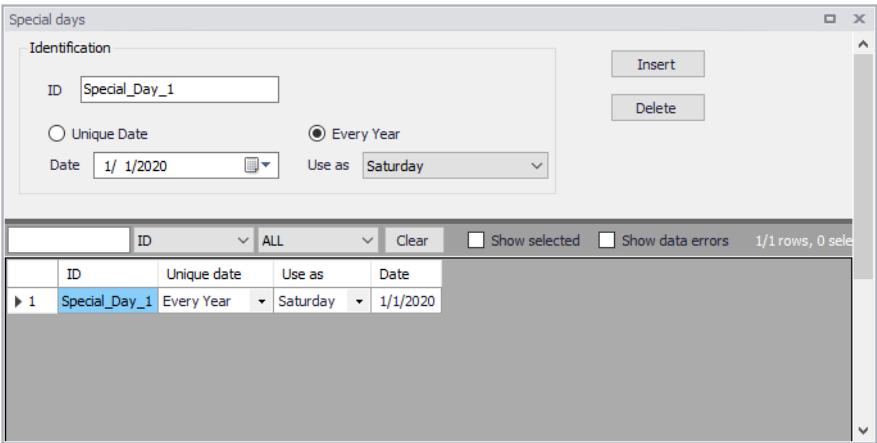 Special days
Identification
ID Special_Day_1
Insert
Delete
Unique Date Every Year
Date 1/ 1/2020 Use as Saturday
ID ALL Clear Show selected Show data errors 1/1 rows, 0 sele
ID Unique date Use as Date
1 Special_Day_1 Every Year Saturday 1/1/2020